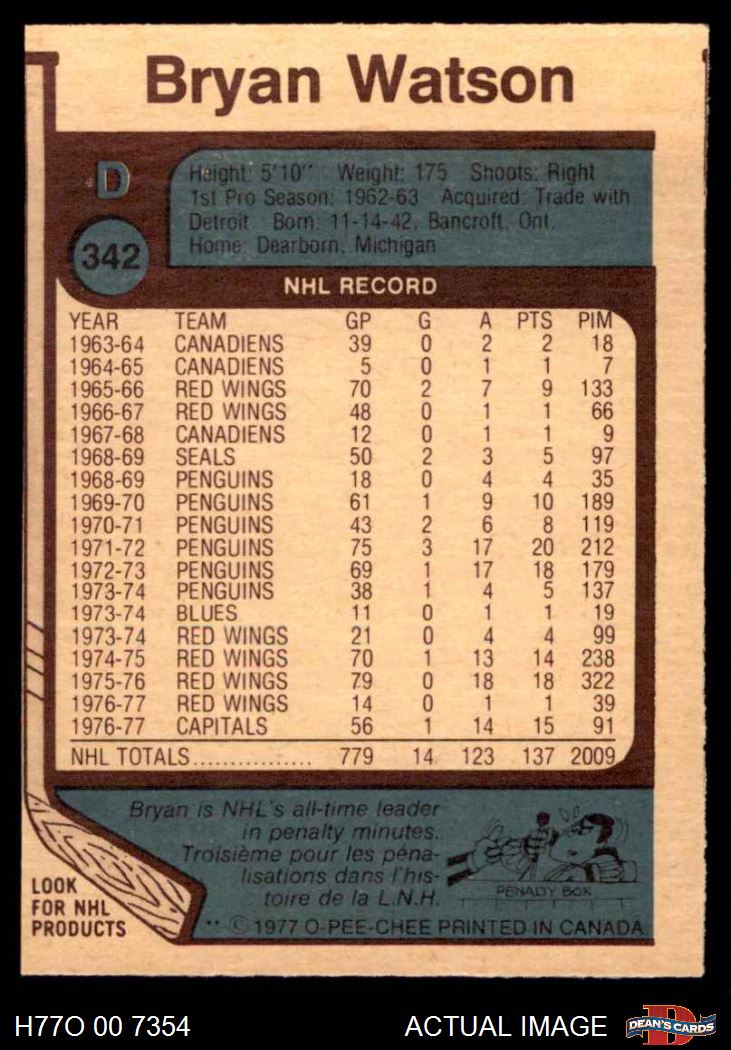 Bryan Watson
D
342
Height: 5'10" Weight: 175 Shoots: Right
1st Pro Season: 1962-63 Acquired: Trade with
Detroit Born: 11-14-42, Bancroft, Ont.
Home: Dearborn, Michigan
NHL RECORD
YEAR TEAM GP G A PTS PIM
1963-64 CANADIENS 39 0 2 2 18
1964-65 CANADIENS 5 0 1 1 7
1965-66 RED WINGS 70 2 7 9 133
1966-67 RED WINGS 48 0 1 1 66
1967-68 CANADIENS 12 0 1 1 9
1968-69 SEALS 50 2 3 5 97
1968-69 PENGUINS 18 0 4 4 35
1969-70 PENGUINS 61 1 9 10 189
1970-71 PENGUINS 43 2 6 8 119
1971-72 PENGUINS 75 3 17 20 212
1972-73 PENGUINS 69 1 17 18 179
1973-74 PENGUINS 38 1 4 5 137
1973-74 BLUES 11 0 1 1 19
1973-74 RED WINGS 21 0 4 4 99
1974-75 RED WINGS 70 1 13 14 238
1975-76 RED WINGS 79 0 18 18 322
1976-77 RED WINGS 14 0 1 1 39
1976-77 CAPITALS 56 1 14 15 91
NHL TOTALS................ 779 14 123 137 2009
Bryan is NHL's all-time leader
in penalty minutes.
Troisième pour les péna-
lisations dans l'his-
toire de la L.N.H.
PENALTY BOX
LOOK
FOR NHL
PRODUCTS
** © 1977 O-PEE-CHEE PRINTED IN CANADA
H77O 00 7354 ACTUAL IMAGE
D
DEAN'S CARDS